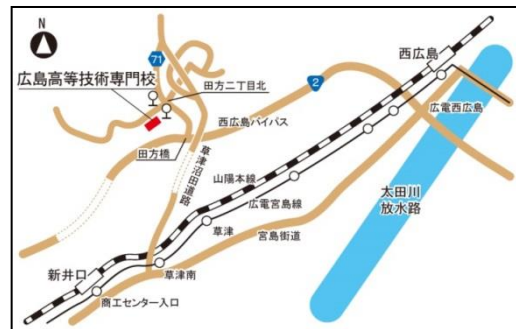 N
71
西広島
広島高等技術専門校
田方二丁目北
2
広電西広島
西広島バイパス
田方橋
草津沼田道路
山陽本線
太田川
放水路
広電宮島線
草津
宮島街道
新井口
草津南
商工センター入口